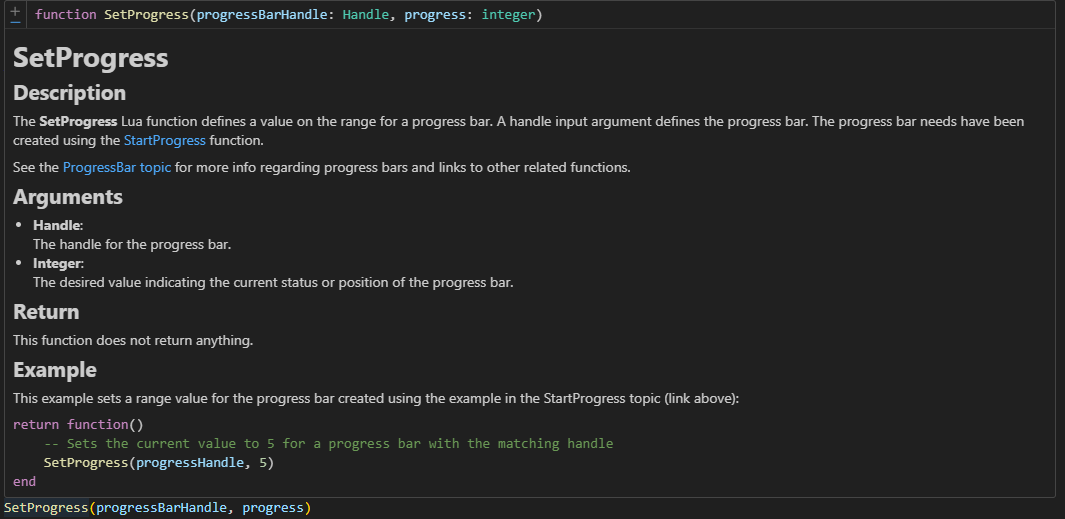 function SetProgress(progressBarHandle: Handle, progress: integer)
SetProgress
Description
The SetProgress Lua function defines a value on the range for a progress bar. A handle input argument defines the progress bar. The progress bar needs have been
created using the StartProgress function.
See the ProgressBar topic for more info regarding progress bars and links to other related functions.
Arguments
• Handle:
The handle for the progress bar.
• Integer:
The desired value indicating the current status or position of the progress bar.
Return
This function does not return anything.
Example
This example sets a range value for the progress bar created using the example in the StartProgress topic (link above):
return function()
    -- Sets the current value to 5 for a progress bar with the matching handle
    SetProgress(progressHandle, 5)
end
SetProgress(progressBarHandle, progress)